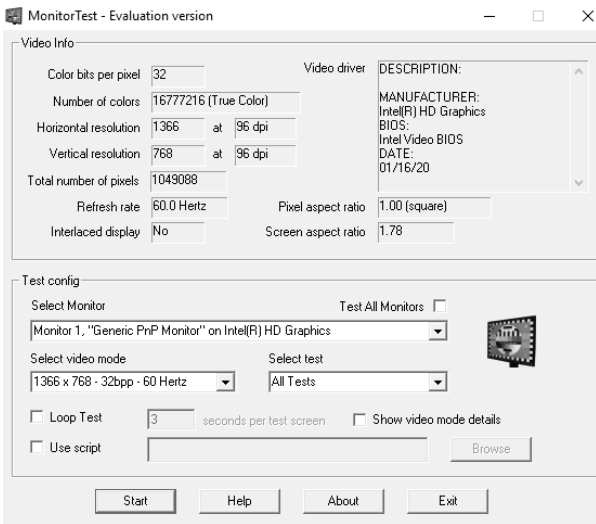 MonitorTest - Evaluation version
Video Info
Color bits per pixel 32
Number of colors 16777216 (True Color)
Horizontal resolution 1366 at 96 dpi
Vertical resolution 768 at 96 dpi
Total number of pixels 1049088
Refresh rate 60.0 Hertz
Interlaced display No
Video driver
DESCRIPTION:
MANUFACTURER:
Intel(R) HD Graphics
BIOS:
Intel Video BIOS
DATE:
01/16/20
Pixel aspect ratio 1.00 (square)
Screen aspect ratio 1.78
Test config
Select Monitor
Test All Monitors
Monitor 1, "Generic PnP Monitor" on Intel(R) HD Graphics
Select video mode
Select test
1366 x 768 - 32bpp - 60 Hertz
All Tests
Loop Test 3 seconds per test screen
Show video mode details
Use script
Browse
Start
Help
About
Exit